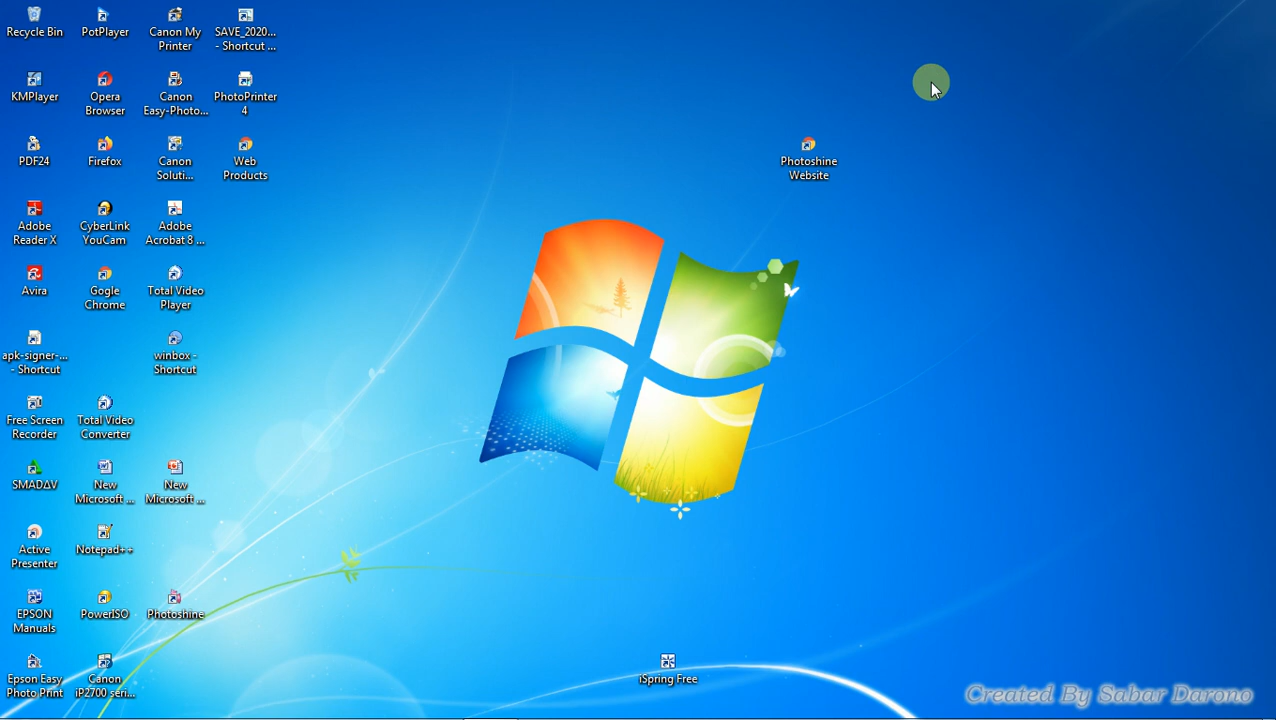 Recycle Bin
PotPlayer
Canon My
Printer
SAVE_2020...
- Shortcut ...
KMPlayer
Opera
Browser
Canon
Easy-Photo...
PhotoPrinter
4
PDF24
Firefox
Canon
Soluti...
Web
Products
Photoshine
Website
Adobe
Reader X
CyberLink
YouCam
Adobe
Acrobat 8 ...
Avira
Gogle
Chrome
Total Video
Player
apk-signer-...
- Shortcut
winbox -
Shortcut
Free Screen
Recorder
Total Video
Converter
SMADΔV
New
Microsoft ...
New
Microsoft ...
Active
Presenter
Notepad++
EPSON
Manuals
PowerISO
Photoshine
Epson Easy
Photo Print
Canon
iP2700 seri...
iSpring Free
Created By Sabar Darono